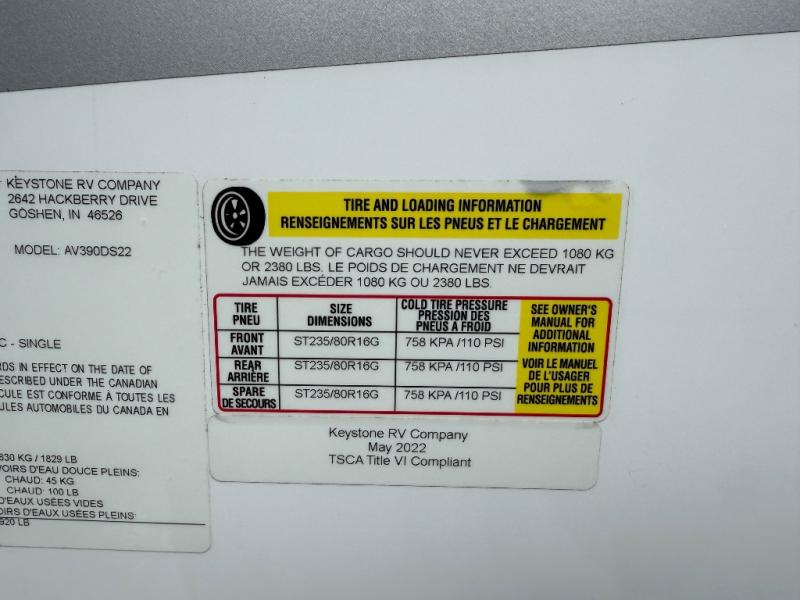 KEYSTONE RV COMPANY
2642 HACKBERRY DRIVE
GOSHEN, IN 46526
MODEL: AV390DS22
C - SINGLE
RDS IN EFFECT ON THE DATE OF
ESCRIBED UNDER THE CANADIAN
CULE EST CONFORME À TOUTES LES
ULES AUTOMOBILES DU CANADA EN
830 KG / 1829 LB
VOIRS D'EAU DOUCE PLEINS:
CHAUD: 45 KG
CHAUD: 100 LB
D'EAUX USÉES VIDES
OIRS D'EAUX USÉES PLEINS:
920 LB
TIRE AND LOADING INFORMATION
RENSEIGNEMENTS SUR LES PNEUS ET LE CHARGEMENT
THE WEIGHT OF CARGO SHOULD NEVER EXCEED 1080 KG
OR 2380 LBS. LE POIDS DE CHARGEMENT NE DEVRAIT
JAMAIS EXCÉDER 1080 KG OU 2380 LBS.
TIRE PNEU SIZE DIMENSIONS COLD TIRE PRESSURE PRESSION DES PNEUS A FROID
FRONT AVANT ST235/80R16G 758 KPA /110 PSI
REAR ARRIÈRE ST235/80R16G 758 KPA /110 PSI
SPARE DE SECOURS ST235/80R16G 758 KPA /110 PSI
SEE OWNER'S
MANUAL FOR
ADDITIONAL
INFORMATION
VOIR LE MANUEL
DE L'USAGER
POUR PLUS DE
RENSEIGNEMENTS
Keystone RV Company
May 2022
TSCA Title VI Compliant